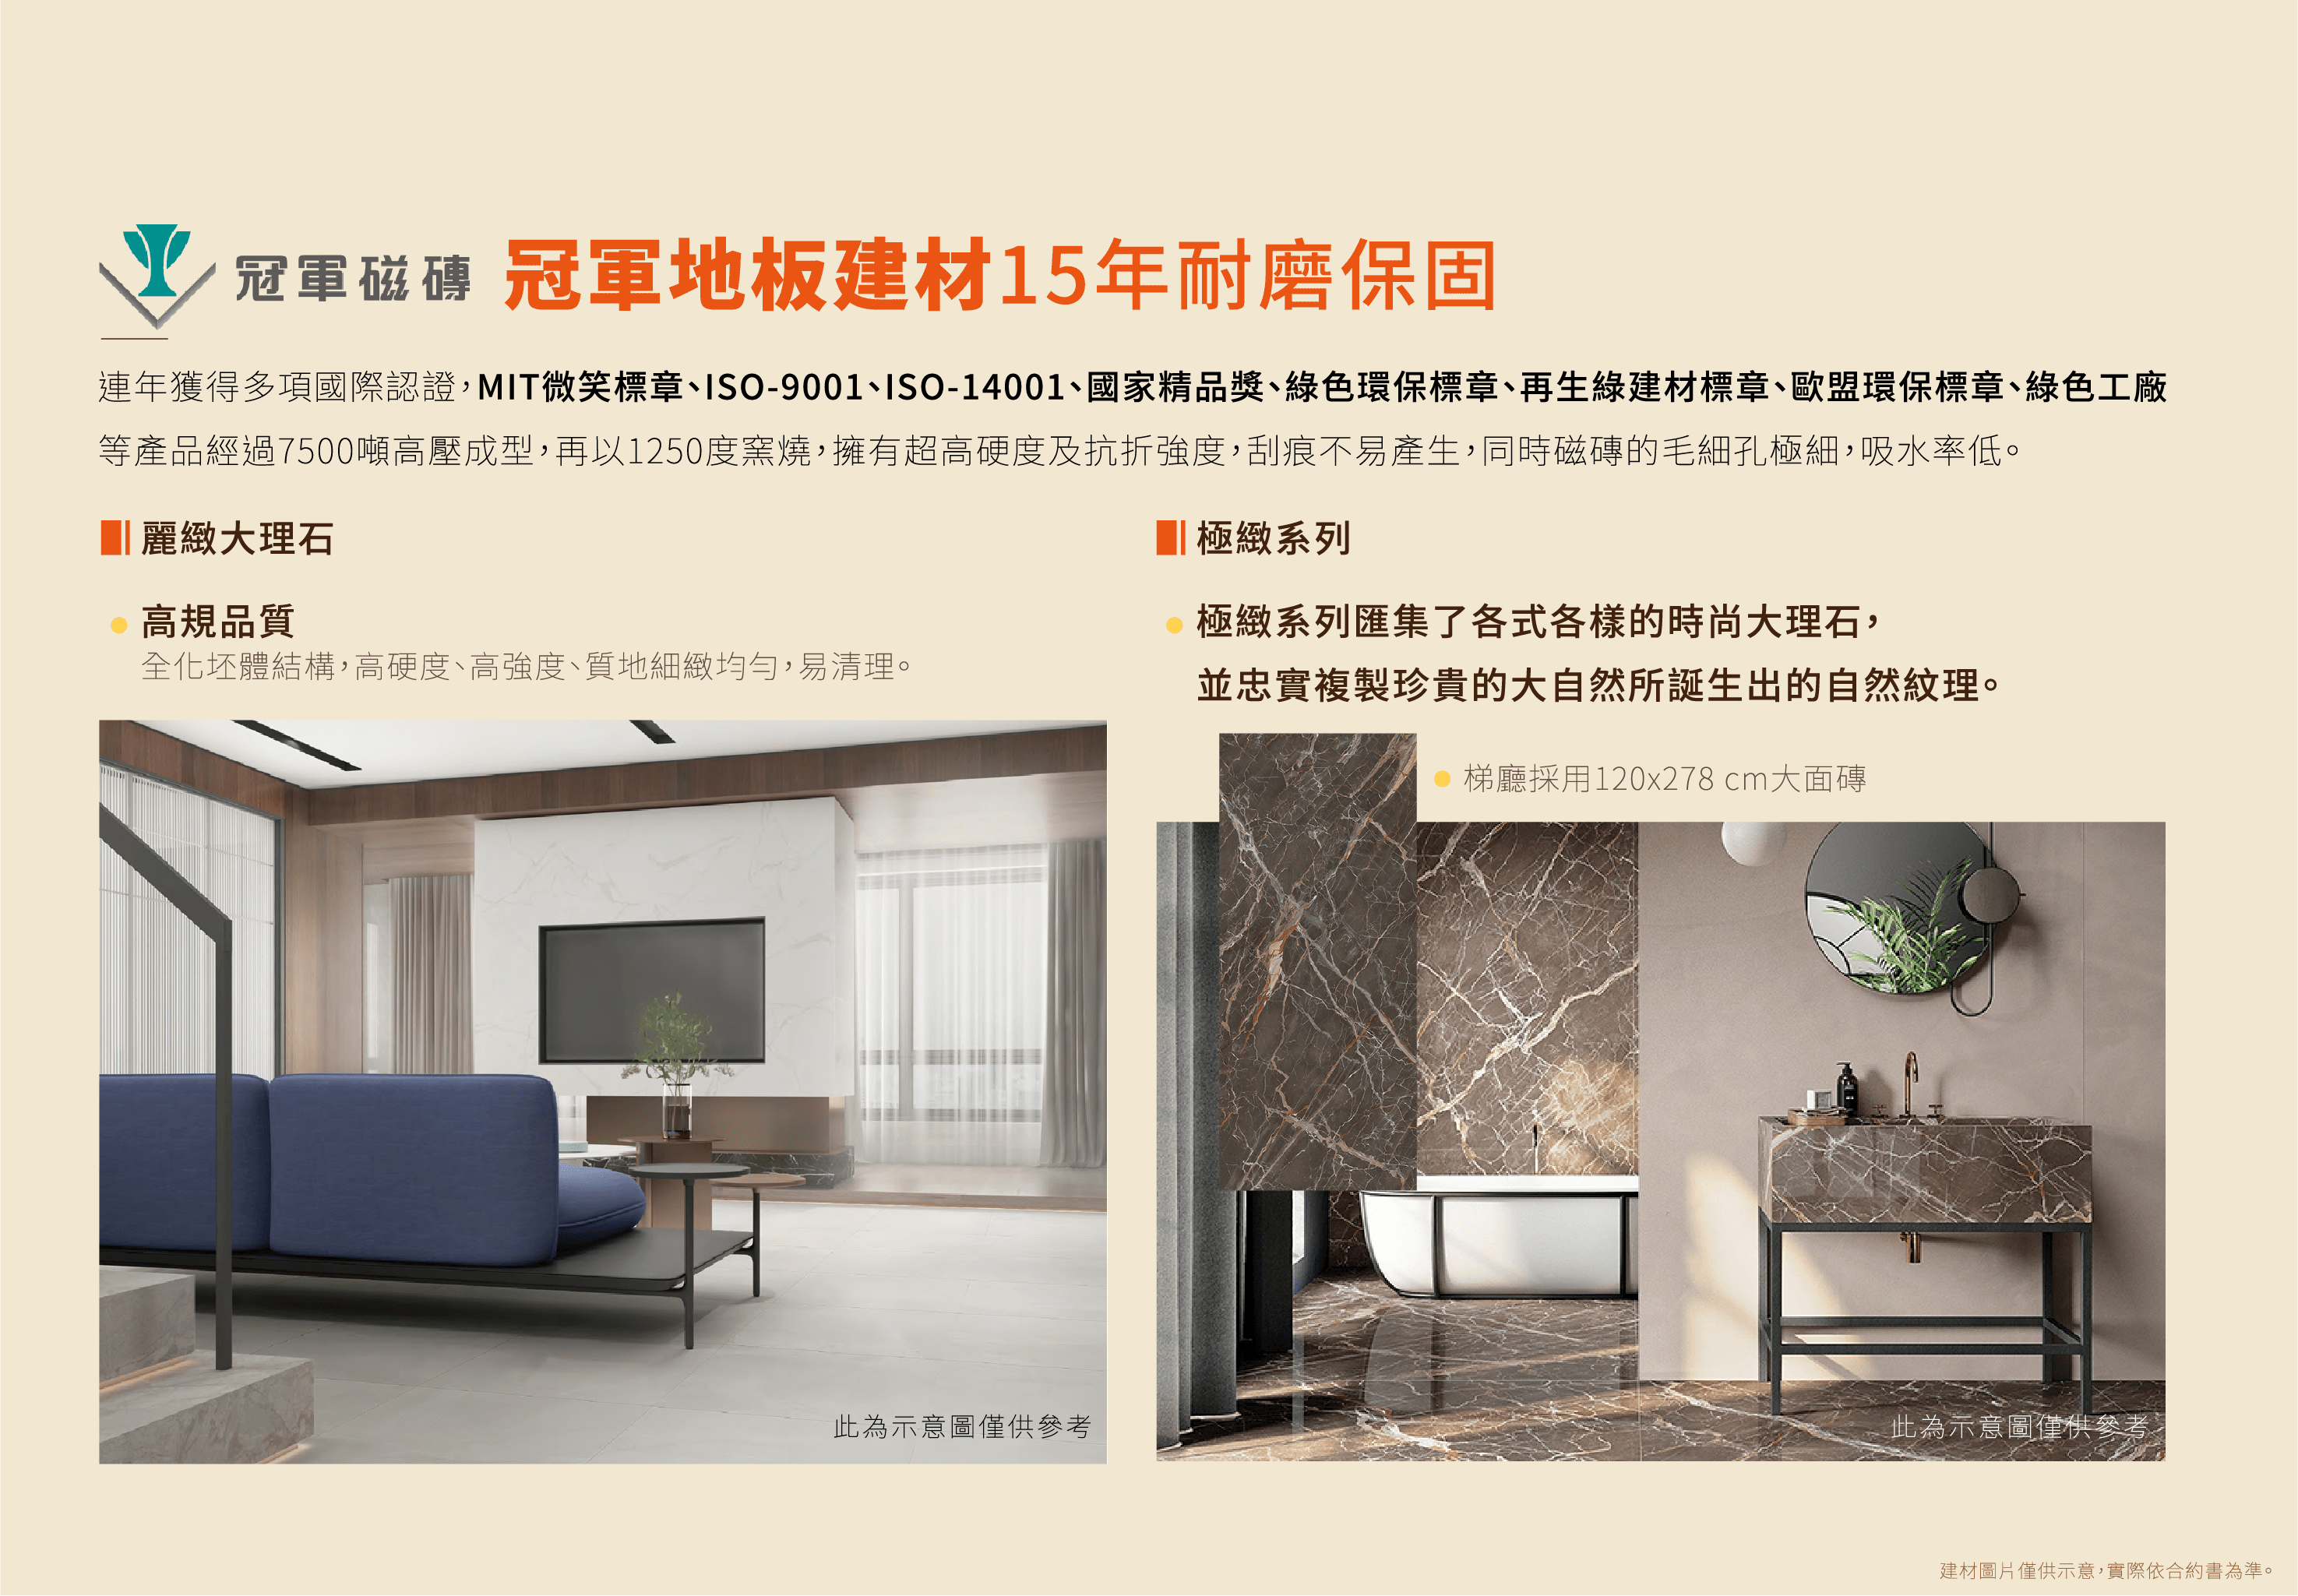 冠軍磁磚 冠軍地板建材15年耐磨保固
連年獲得多項國際認證，MIT微笑標章、ISO-9001、ISO-14001、國家精品獎、綠色環保標章、再生綠建材標章、歐盟環保標章、綠色工廠
等產品經過7500噸高壓成型，再以1250度窯燒，擁有超高硬度及抗折強度，刮痕不易產生，同時磁磚的毛細孔極細，吸水率低。
麗緻大理石
高規品質
全化坯體結構，高硬度、高強度、質地細緻均勻，易清理。
此為示意圖僅供參考
極緻系列
極緻系列匯集了各式各樣的時尚大理石，
並忠實複製珍貴的大自然所誕生出的自然紋理。
梯廳採用120x278 cm大面磚
此為示意圖僅供參考
建材圖片僅供示意，實際依合約書為準。